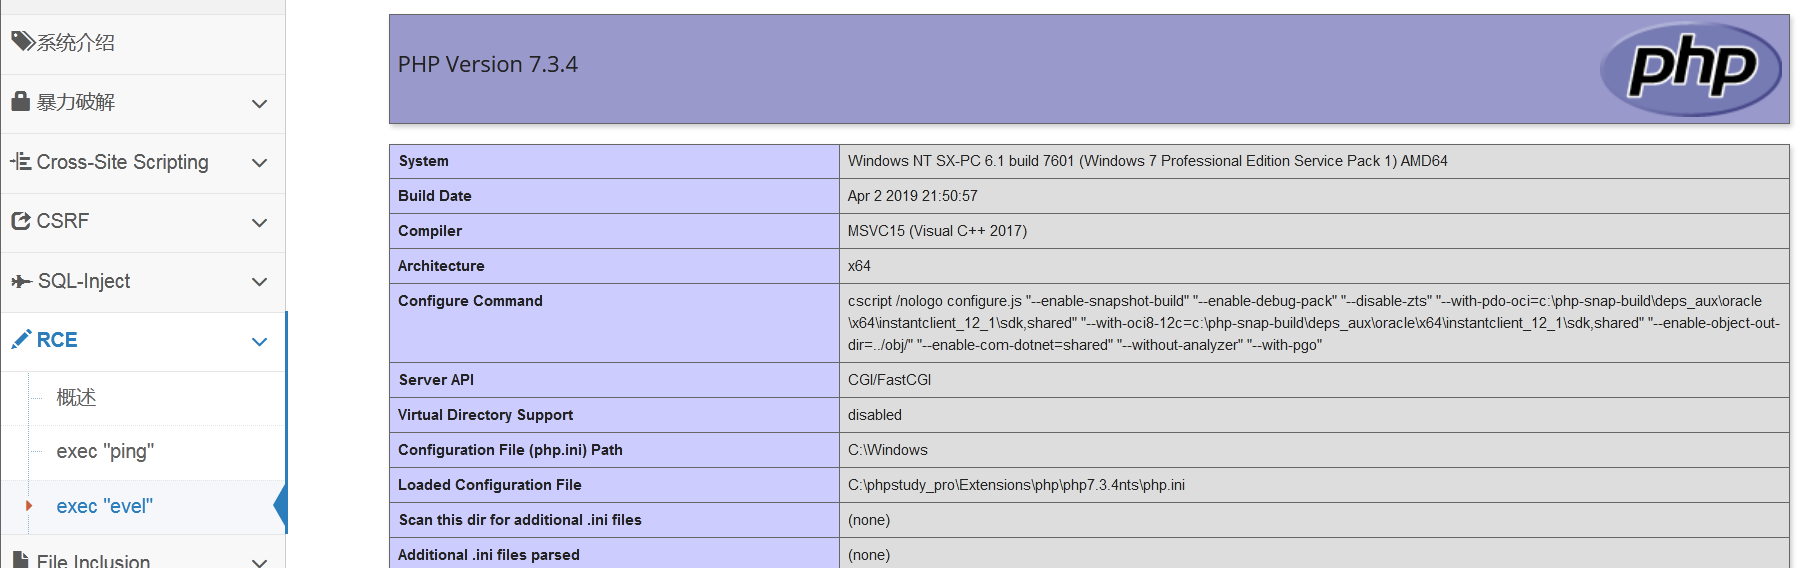 系统介绍
暴力破解
Cross-Site Scripting
CSRF
SQL-Inject
RCE
概述
exec "ping"
exec "evel"
File Inclusion
PHP Version 7.3.4
php
System
Windows NT SX-PC 6.1 build 7601 (Windows 7 Professional Edition Service Pack 1) AMD64
Build Date
Apr 2 2019 21:50:57
Compiler
MSVC15 (Visual C++ 2017)
Architecture
x64
Configure Command
cscript /nologo configure.js "--enable-snapshot-build" "--enable-debug-pack" "--disable-zts" "--with-pdo-oci=c:\php-snap-build\deps_aux\oracle
\x64\instantclient_12_1\sdk,shared" "--with-oci8-12c=c:\php-snap-build\deps_aux\oracle\x64\instantclient_12_1\sdk,shared" "--enable-object-out-
dir=../obj/" "--enable-com-dotnet=shared" "--without-analyzer" "--with-pgo"
Server API
CGI/FastCGI
Virtual Directory Support
disabled
Configuration File (php.ini) Path
C:\Windows
Loaded Configuration File
C:\phpstudy_pro\Extensions\php\php7.3.4nts\php.ini
Scan this dir for additional .ini files
(none)
Additional .ini files parsed
(none)